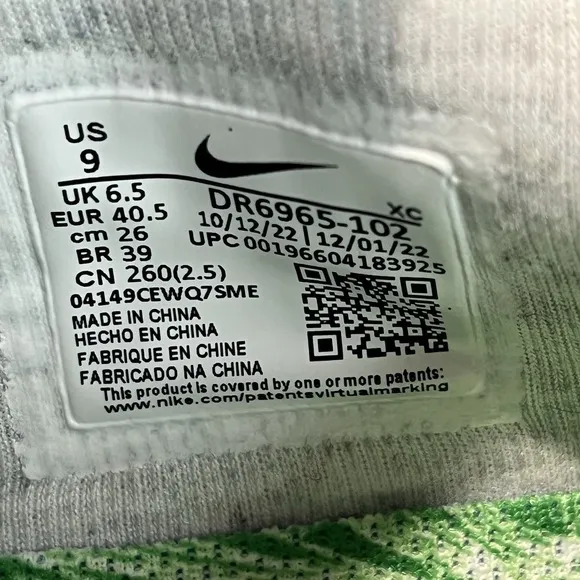 US
9
UK 6.5
EUR 40.5
cm 26
BR 39
CN 260(2.5)
XC
DR6965-102
10/12/22 | 12/01/22
UPC 00196604183925
04149CEWQ7SME
MADE IN CHINA
HECHO EN CHINA
FABRIQUE EN CHINE
FABRICADO NA CHINA
This product is covered by one or more patents:
www.nike.com/patentsvirtualmarking